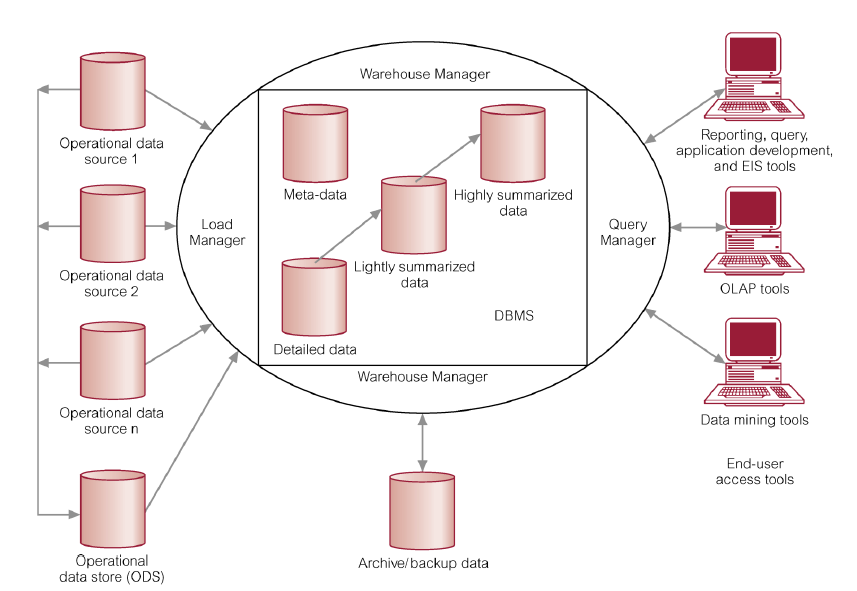 Warehouse Manager
Operational data
source 1
Operational data
source 2
Operational data
source n
Operational
data store (ODS)
Load
Manager
Meta-data
Highly summarized
data
Lightly summarized
data
Detailed data
DBMS
Warehouse Manager
Archive/backup data
Query
Manager
Reporting, query,
application development,
and EIS tools
OLAP tools
Data mining tools
End-user
access tools